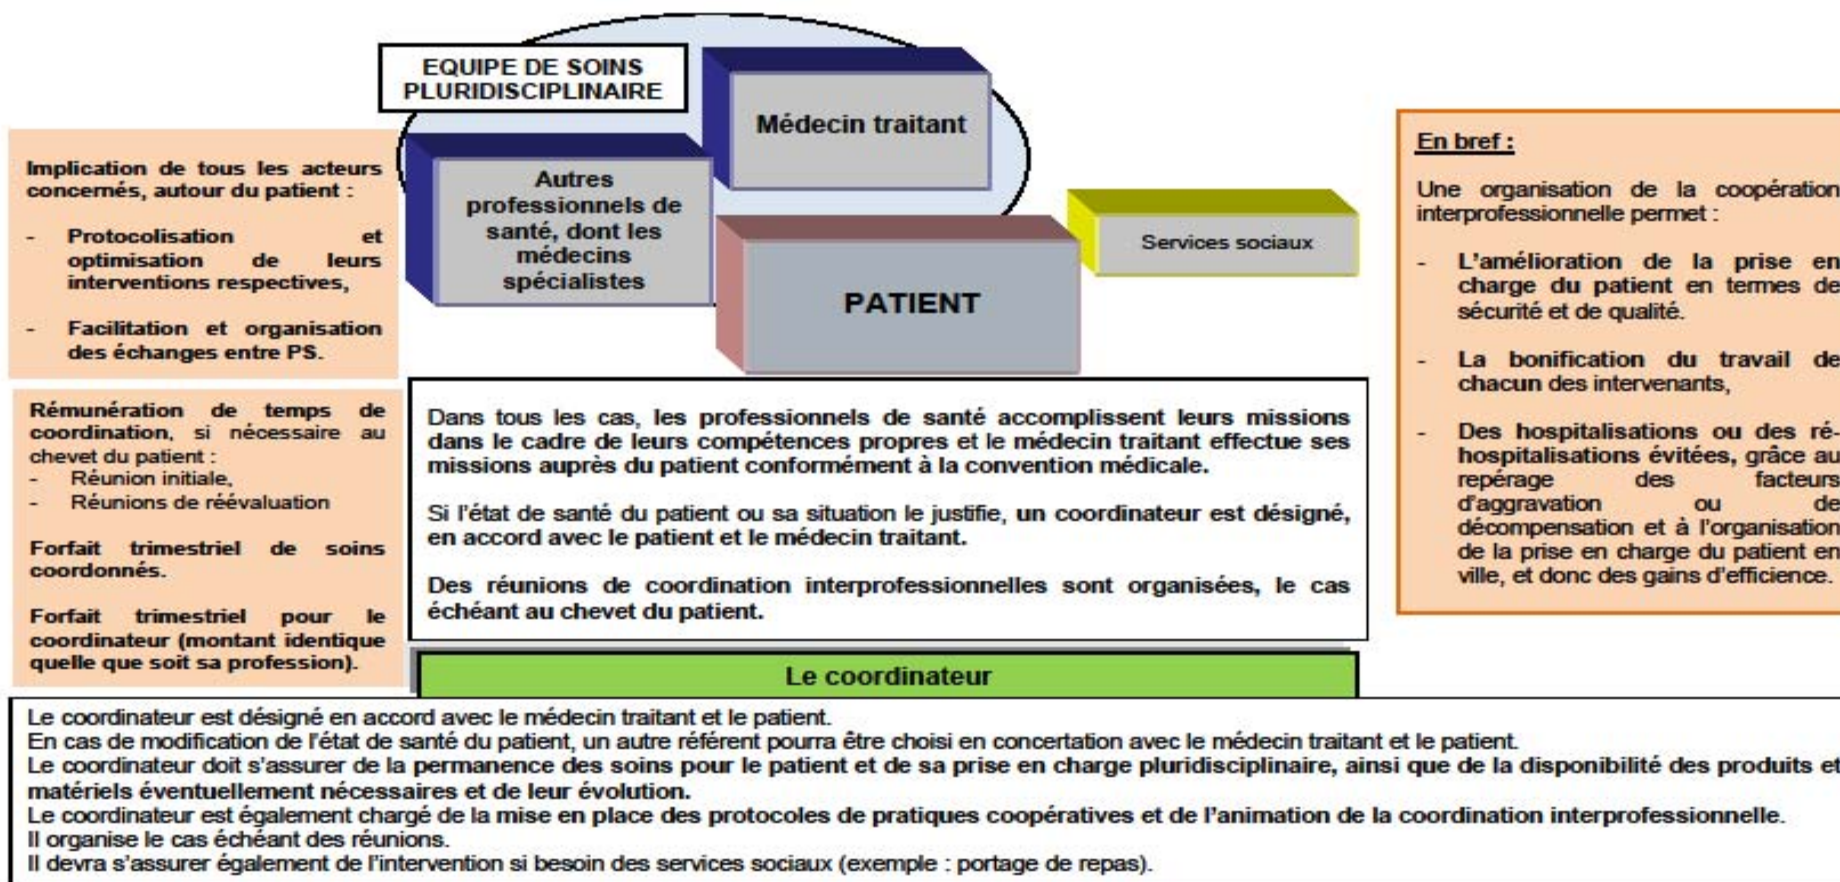 EQUIPE DE SOINS
PLURIDISCIPLINAIRE
Médecin traitant
Autres
professionnels de
santé, dont les
médecins
spécialistes
PATIENT
Services sociaux
Implication de tous les acteurs
concernés, autour du patient :
- Protocolisation et
optimisation de leurs
interventions respectives,
- Facilitation et organisation
des échanges entre PS.
Rémunération de temps de
coordination, si nécessaire au
chevet du patient :
- Réunion initiale,
- Réunions de réévaluation
Forfait trimestriel de soins
coordonnés.
Forfait trimestriel pour le
coordinateur (montant identique
quelle que soit sa profession).
Dans tous les cas, les professionnels de santé accomplissent leurs missions
dans le cadre de leurs compétences propres et le médecin traitant effectue ses
missions auprès du patient conformément à la convention médicale.
Si l'état de santé du patient ou sa situation le justifie, un coordinateur est désigné,
en accord avec le patient et le médecin traitant.
Des réunions de coordination interprofessionnelles sont organisées, le cas
échéant au chevet du patient.
En bref :
Une organisation de la coopération
interprofessionnelle permet :
- L'amélioration de la prise en
charge du patient en termes de
sécurité et de qualité.
- La bonification du travail de
chacun des intervenants,
- Des hospitalisations ou des ré-
hospitalisations évitées, grâce au
repérage des facteurs
d'aggravation ou de
décompensation et à l'organisation
de la prise en charge du patient en
ville, et donc des gains d'efficience.
Le coordinateur
Le coordinateur est désigné en accord avec le médecin traitant et le patient.
En cas de modification de l'état de santé du patient, un autre référent pourra être choisi en concertation avec le médecin traitant et le patient.
Le coordinateur doit s'assurer de la permanence des soins pour le patient et de sa prise en charge pluridisciplinaire, ainsi que de la disponibilité des produits et
matériels éventuellement nécessaires et de leur évolution.
Le coordinateur est également chargé de la mise en place des protocoles de pratiques coopératives et de l'animation de la coordination interprofessionnelle.
Il organise le cas échéant des réunions.
Il devra s'assurer également de l'intervention si besoin des services sociaux (exemple : portage de repas).